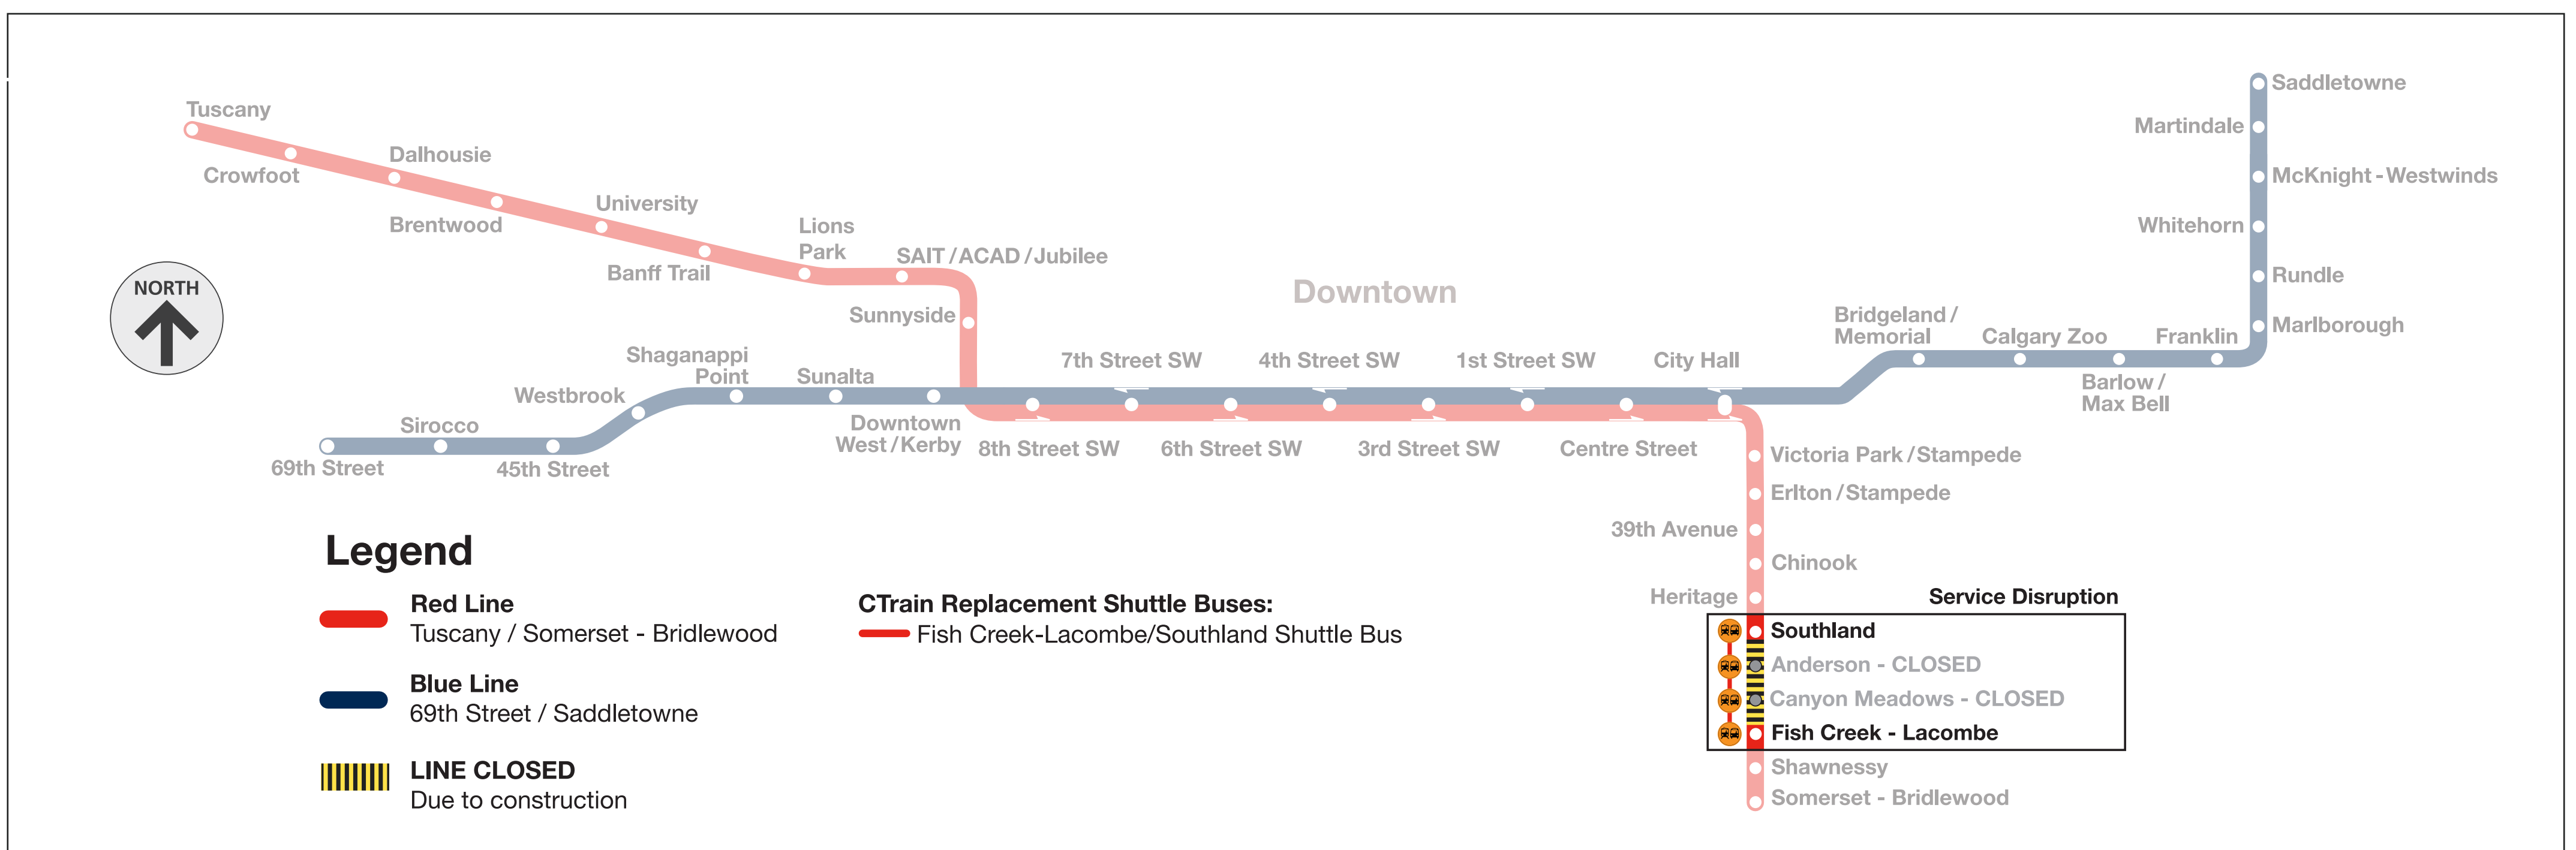 Tuscany
Crowfoot
Dalhousie
Brentwood
University
Banff Trail
Lions
Park
SAIT / ACAD / Jubilee
Sunnyside
NORTH
Downtown
Saddletowne
Martindale
McKnight - Westwinds
Whitehorn
Rundle
Marlborough
Franklin
Barlow /
Max Bell
Calgary Zoo
Bridgeland /
Memorial
69th Street
Sirocco
45th Street
Westbrook
Shaganappi
Point
Sunalta
Downtown
West / Kerby
8th Street SW
7th Street SW
6th Street SW
4th Street SW
3rd Street SW
1st Street SW
Centre Street
City Hall
Victoria Park / Stampede
Erlton / Stampede
39th Avenue
Chinook
Heritage
Service Disruption
Southland
Anderson - CLOSED
Canyon Meadows - CLOSED
Fish Creek - Lacombe
Shawnessy
Somerset - Bridlewood
Legend
Red Line
Tuscany / Somerset - Bridlewood
Blue Line
69th Street / Saddletowne
LINE CLOSED
Due to construction
CTrain Replacement Shuttle Buses:
Fish Creek-Lacombe/Southland Shuttle Bus